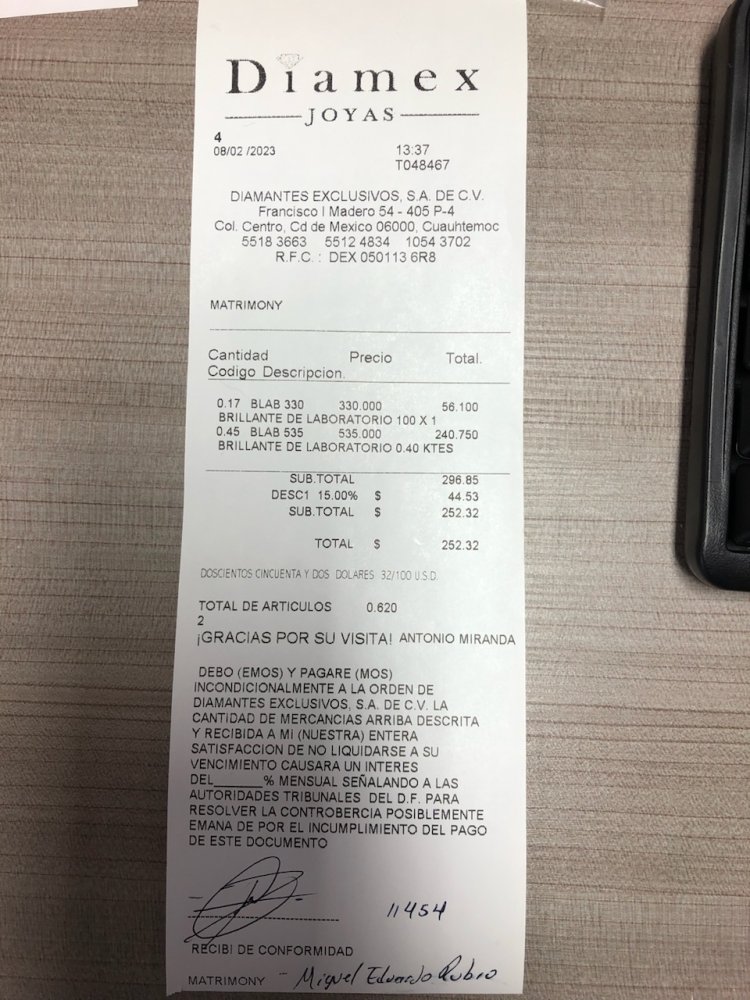 Diamex
JOYAS
4
08/02 /2023 13:37
T048467
DIAMANTES EXCLUSIVOS, S.A. DE C.V.
Francisco I Madero 54 - 405 P-4
Col. Centro, Cd de Mexico 06000, Cuauhtemoc
5518 3663 5512 4834 1054 3702
R.F.C. : DEX 050113 6R8
MATRIMONY
Cantidad Precio Total.
Codigo Descripcion.
0.17 BLAB 330 330.000 56.100
BRILLANTE DE LABORATORIO 100 X 1
0.45 BLAB 535 535.000 240.750
BRILLANTE DE LABORATORIO 0.40 KTES
SUB.TOTAL 296.85
DESC1 15.00% $ 44.53
SUB.TOTAL $ 252.32
TOTAL $ 252.32
DOSCIENTOS CINCUENTA Y DOS DOLARES 32/100 U.S.D.
TOTAL DE ARTICULOS 0.620
2
¡GRACIAS POR SU VISITA! ANTONIO MIRANDA
DEBO (EMOS) Y PAGARE (MOS)
INCONDICIONALMENTE A LA ORDEN DE
DIAMANTES EXCLUSIVOS, S.A. DE C.V. LA
CANTIDAD DE MERCANCIAS ARRIBA DESCRITA
Y RECIBIDA A MI (NUESTRA) ENTERA
SATISFACCION DE NO LIQUIDARSE A SU
VENCIMIENTO CAUSARA UN INTERES
DEL______% MENSUAL SEÑALANDO A LAS
AUTORIDADES TRIBUNALES DEL D.F. PARA
RESOLVER LA CONTROBERCIA POSIBLEMENTE
EMANA DE POR EL INCUMPLIMIENTO DEL PAGO
DE ESTE DOCUMENTO
11454
RECIBI DE CONFORMIDAD
MATRIMONY - Miguel Eduardo Rubio